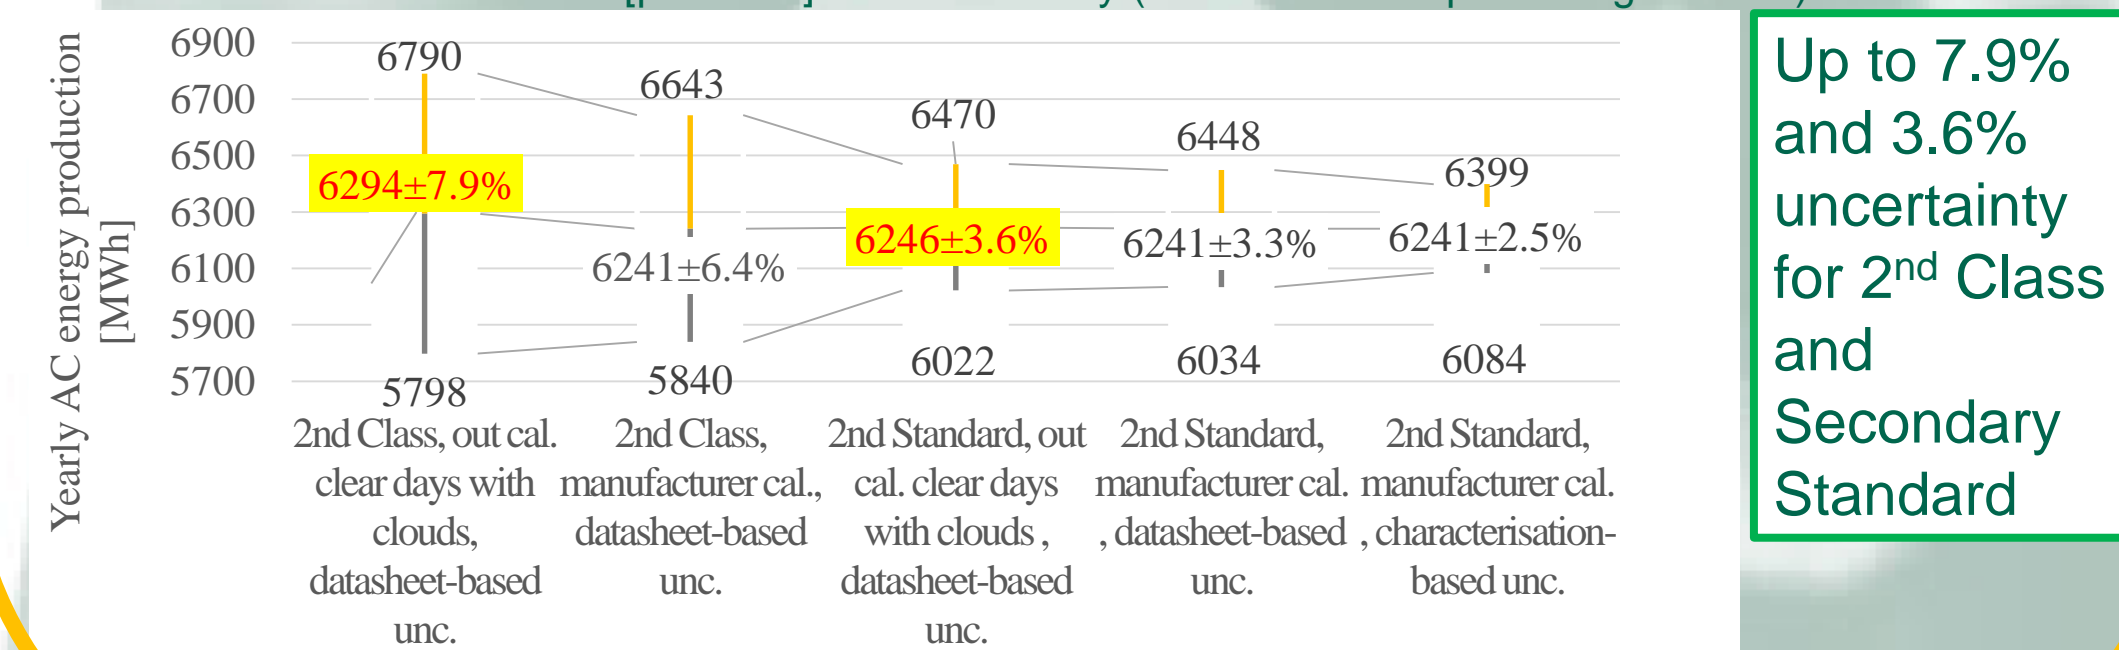 6900
6700
6500
6300
6100
5900
5700
Yearly AC energy production
[MWh]
6790
6643
6470
6448
6399
6294±7.9%
6241±6.4%
6246±3.6%
6241±3.3%
6241±2.5%
5798
5840
6022
6034
6084
2nd Class, out cal.
clear days with
clouds,
datasheet-based
unc.
2nd Class,
manufacturer cal.,
datasheet-based
unc.
2nd Standard, out
cal. clear days
with clouds ,
datasheet-based
unc.
2nd Standard,
manufacturer cal.
, datasheet-based
unc.
2nd Standard,
manufacturer cal.
, characterisation-
based unc.
Up to 7.9%
and 3.6%
uncertainty
for 2nd Class
and
Secondary
Standard